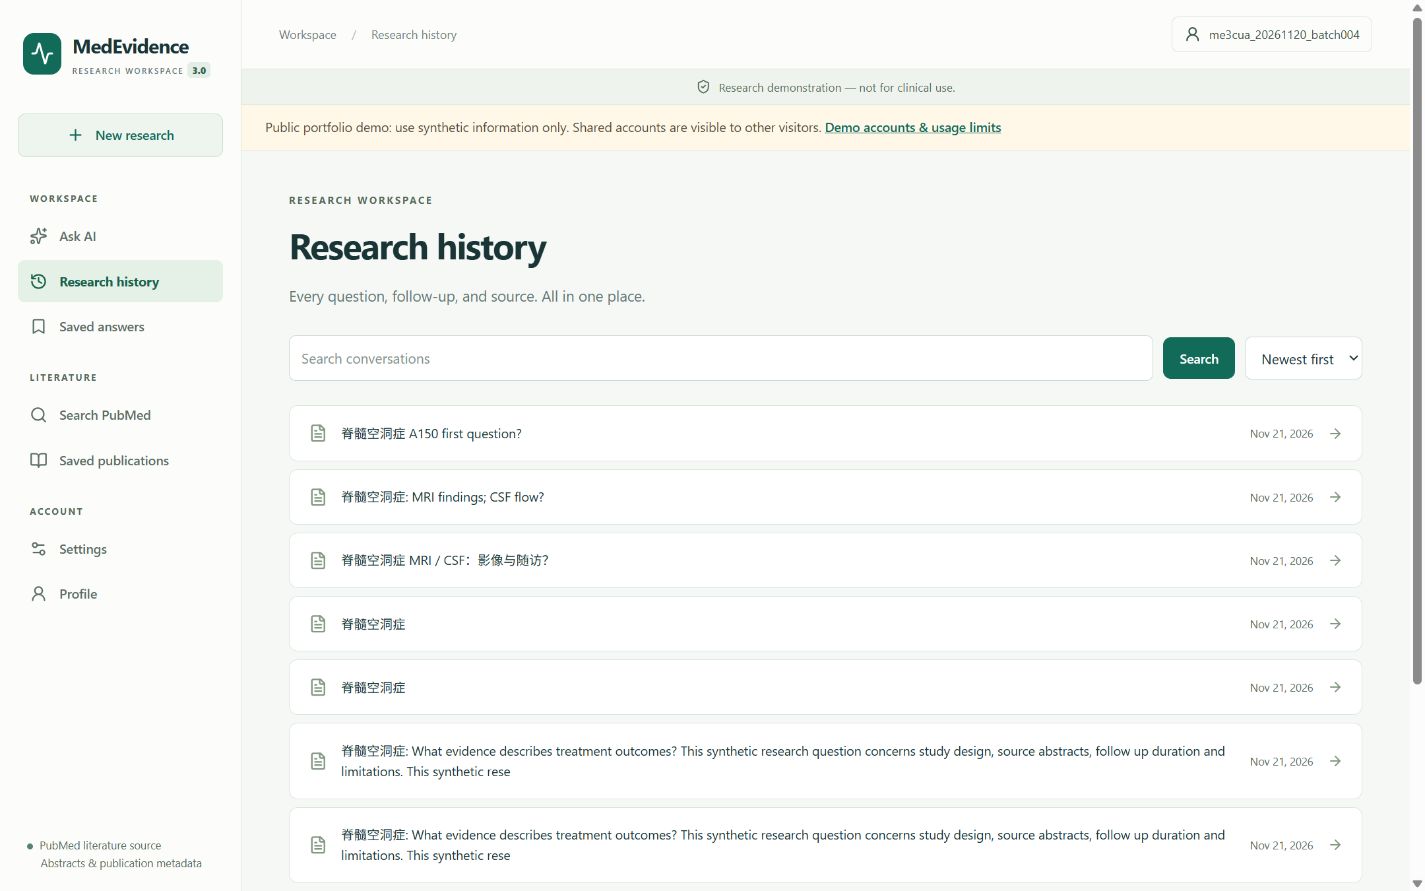 MedEvidence
RESEARCH WORKSPACE 3.0
New research
WORKSPACE
Ask AI
Research history
Saved answers
LITERATURE
Search PubMed
Saved publications
ACCOUNT
Settings
Profile
PubMed literature source
Abstracts & publication metadata
Workspace / Research history
me3cua_20261120_batch004
Research demonstration — not for clinical use.
Public portfolio demo: use synthetic information only. Shared accounts are visible to other visitors. Demo accounts & usage limits
RESEARCH WORKSPACE
Research history
Every question, follow-up, and source. All in one place.
Search conversations
Search
Newest first
脊髓空洞症 A150 first question?
Nov 21, 2026
脊髓空洞症: MRI findings; CSF flow?
Nov 21, 2026
脊髓空洞症 MRI / CSF：影像与随访？
Nov 21, 2026
脊髓空洞症
Nov 21, 2026
脊髓空洞症
Nov 21, 2026
脊髓空洞症: What evidence describes treatment outcomes? This synthetic research question concerns study design, source abstracts, follow up duration and
limitations. This synthetic rese
Nov 21, 2026
脊髓空洞症: What evidence describes treatment outcomes? This synthetic research question concerns study design, source abstracts, follow up duration and
limitations. This synthetic rese
Nov 21, 2026